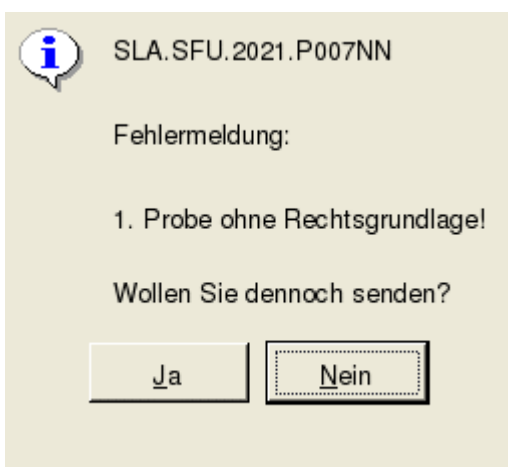 SLA.SFU.2021.P007NN
Fehlermeldung:
1. Probe ohne Rechtsgrundlage!
Wollen Sie dennoch senden?
Ja
Nein